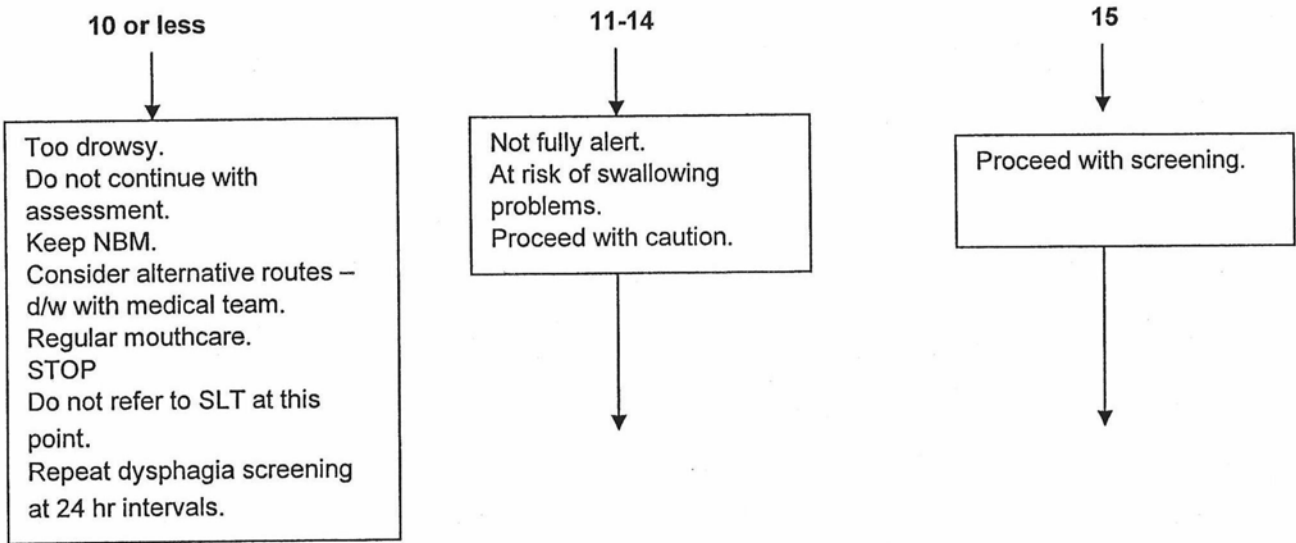 10 or less
Too drowsy.
Do not continue with
assessment.
Keep NBM.
Consider alternative routes –
d/w with medical team.
Regular mouthcare.
STOP
Do not refer to SLT at this
point.
Repeat dysphagia screening
at 24 hr intervals.
11-14
Not fully alert.
At risk of swallowing
problems.
Proceed with caution.
15
Proceed with screening.